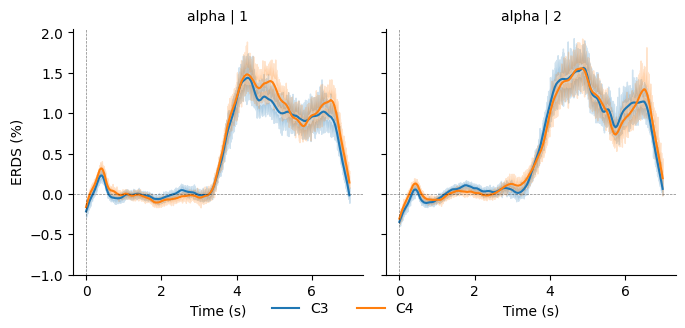 alpha | 1
alpha | 2
ERDS (%)
2.0
1.5
1.0
0.5
0.0
−0.5
−1.0
0 2 4 6
0 2 4 6
Time (s)
Time (s)
C3
C4